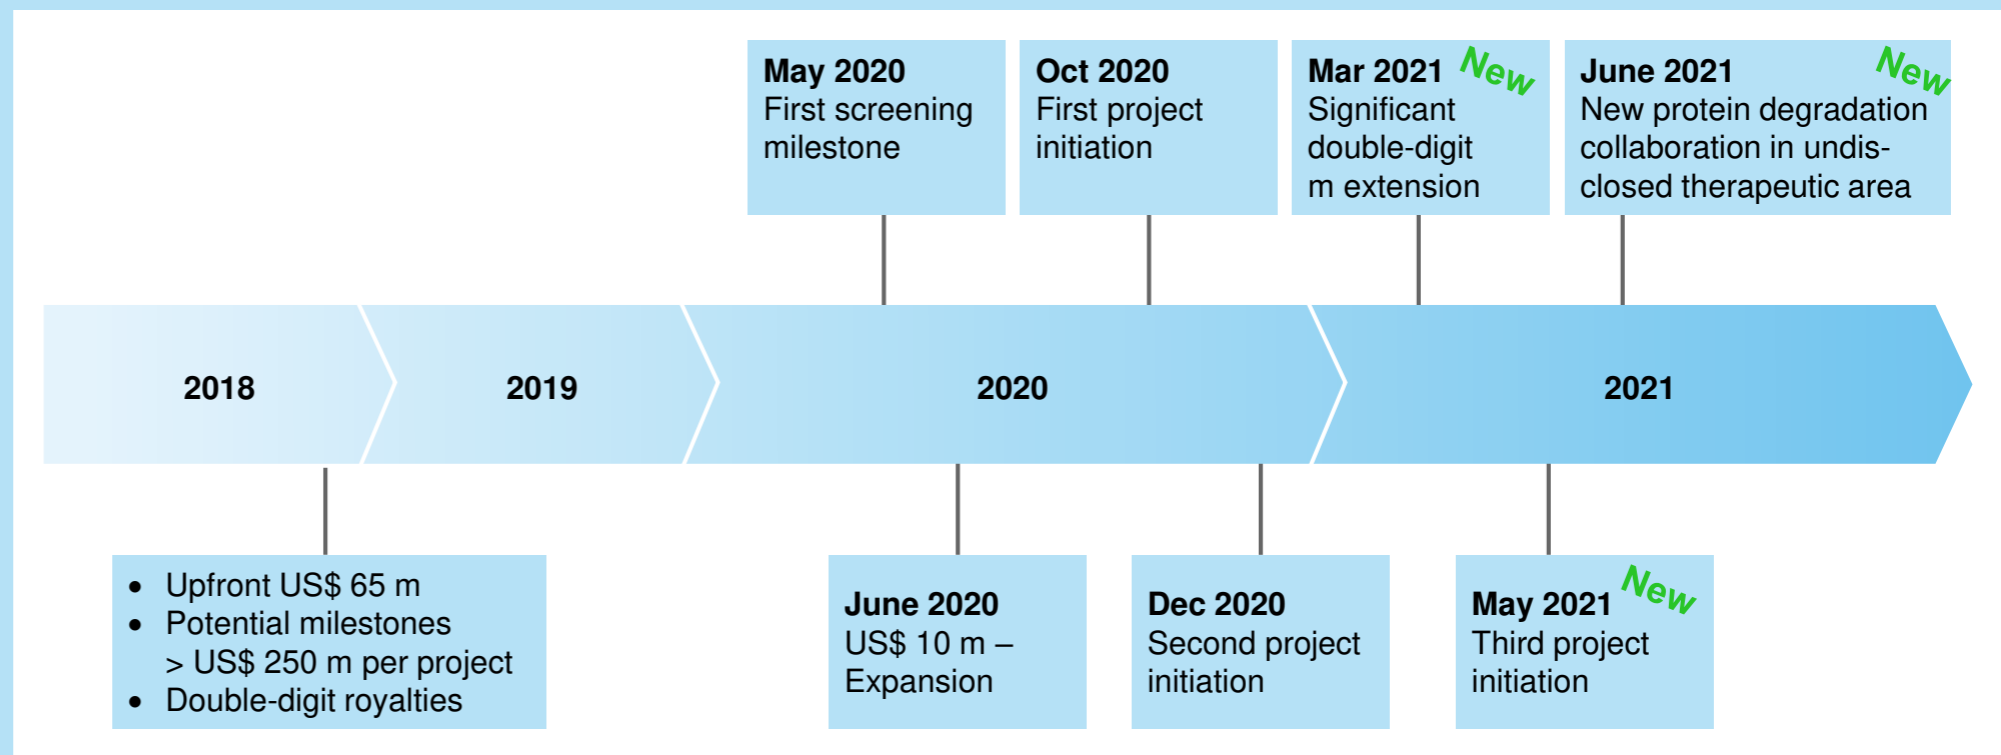 May 2020
First screening
milestone
Oct 2020
First project
initiation
Mar 2021 New
Significant
double-digit
m extension
June 2021 New
New protein degradation
collaboration in undis-
closed therapeutic area
2018
2019
2020
2021
• Upfront US$ 65 m
• Potential milestones
> US$ 250 m per project
• Double-digit royalties
June 2020
US$ 10 m –
Expansion
Dec 2020
Second project
initiation
May 2021 New
Third project
initiation